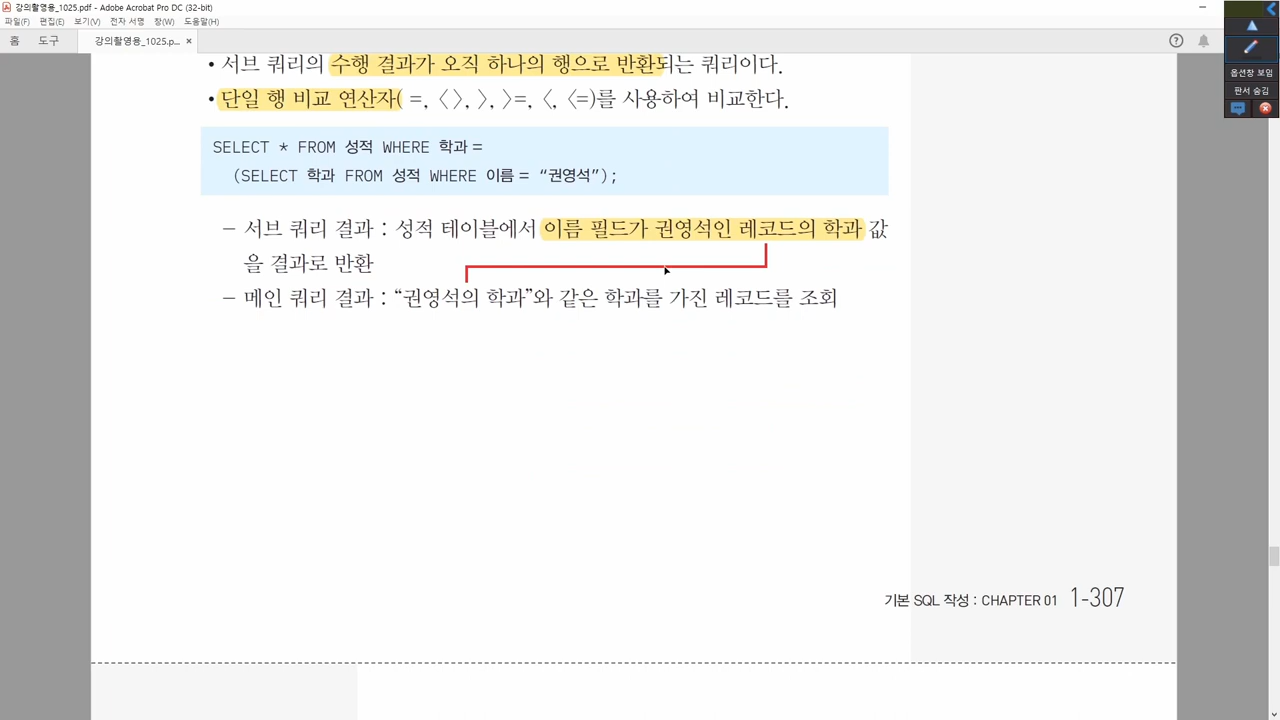 강의촬영용_1025.pdf - Adobe Acrobat Pro DC (32-bit)
파일(F) 편집(E) 보기(V) 전자 서명 창(W) 도움말(H)
홈 도구 강의촬영용_1025.p... ×
옵션창 보임
판서 숨김
• 서브 쿼리의 수행 결과가 오직 하나의 행으로 반환되는 쿼리이다.
• 단일 행 비교 연산자( =, 〈 〉, 〉, 〉=, 〈, 〈=)를 사용하여 비교한다.
SELECT * FROM 성적 WHERE 학과 =
(SELECT 학과 FROM 성적 WHERE 이름 = “권영석”);
– 서브 쿼리 결과 : 성적 테이블에서 이름 필드가 권영석인 레코드의 학과 값
을 결과로 반환
– 메인 쿼리 결과 : “권영석의 학과”와 같은 학과를 가진 레코드를 조회
기본 SQL 작성 : CHAPTER 01 1-307